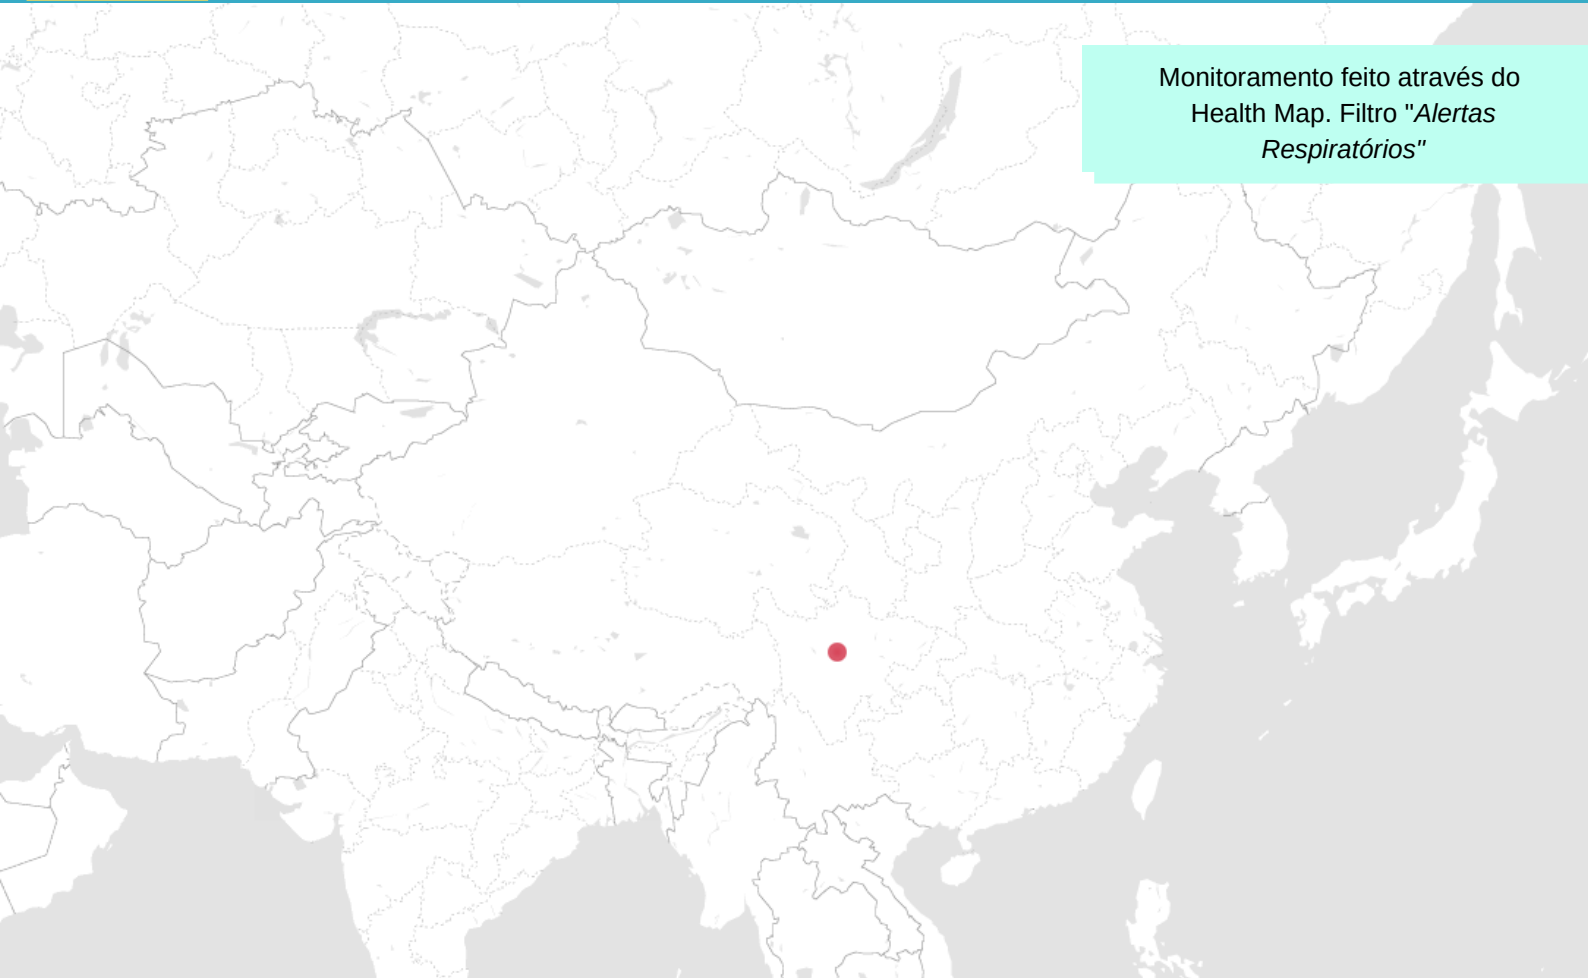 Monitoramento feito através do
Health Map. Filtro "Alertas
Respiratórios"